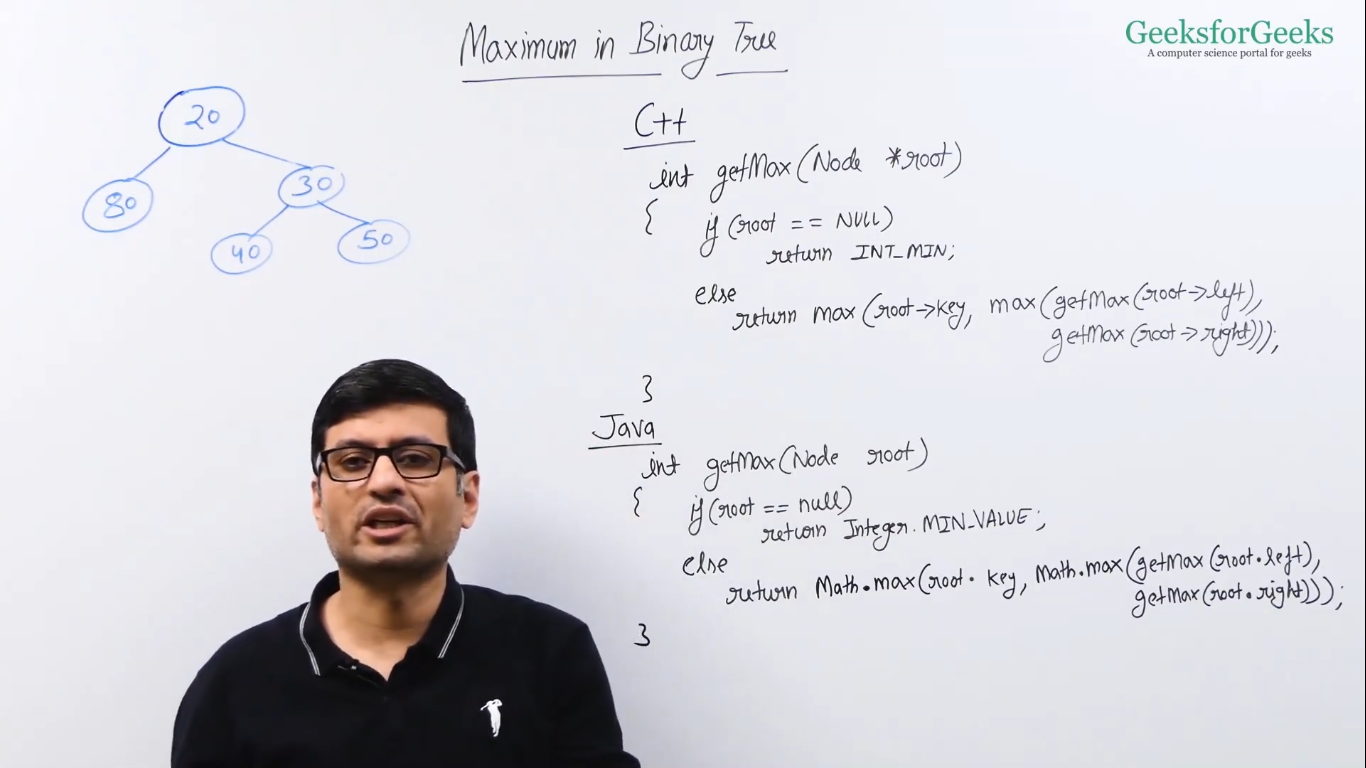 Maximum in Binary Tree
GeeksforGeeks
A computer science portal for geeks
20
80
30
40
50
C++
int getMax(Node *root)
{ if (root == NULL)
return INT_MIN;
else
return max(root->key, max(getMax(root->left),
getMax(root->right)));
}
Java
int getMax(Node root)
{ if (root == null)
return Integer.MIN_VALUE;
else
return Math.max(root.key, Math.max(getMax(root.left),
getMax(root.right)));
}